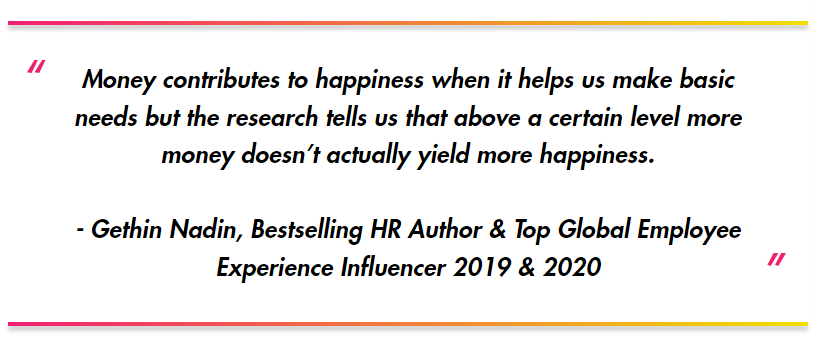 “
Money contributes to happiness when it helps us make basic
needs but the research tells us that above a certain level more
money doesn’t actually yield more happiness.
- Gethin Nadin, Bestselling HR Author & Top Global Employee
Experience Influencer 2019 & 2020
”